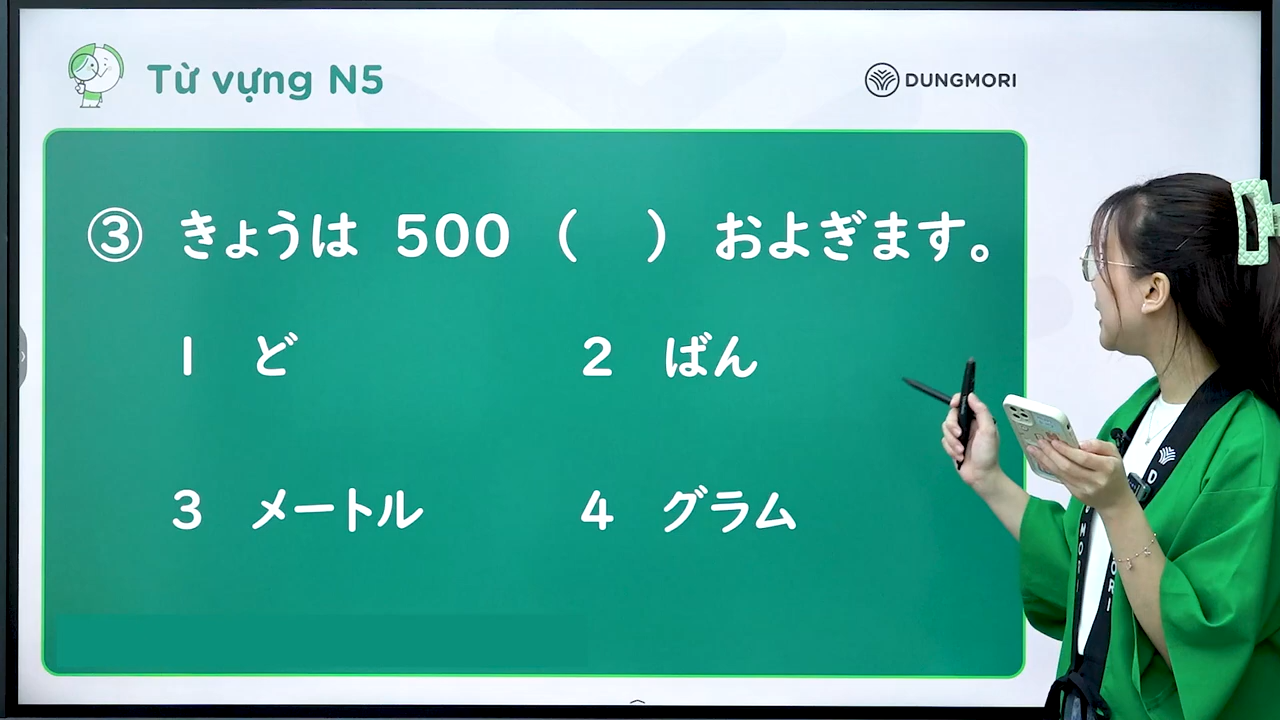 Từ vựng N5
DUNGMORI
③ きょうは 500 ( ) およぎます。
1 ど
2 ばん
3 メートル
4 グラム